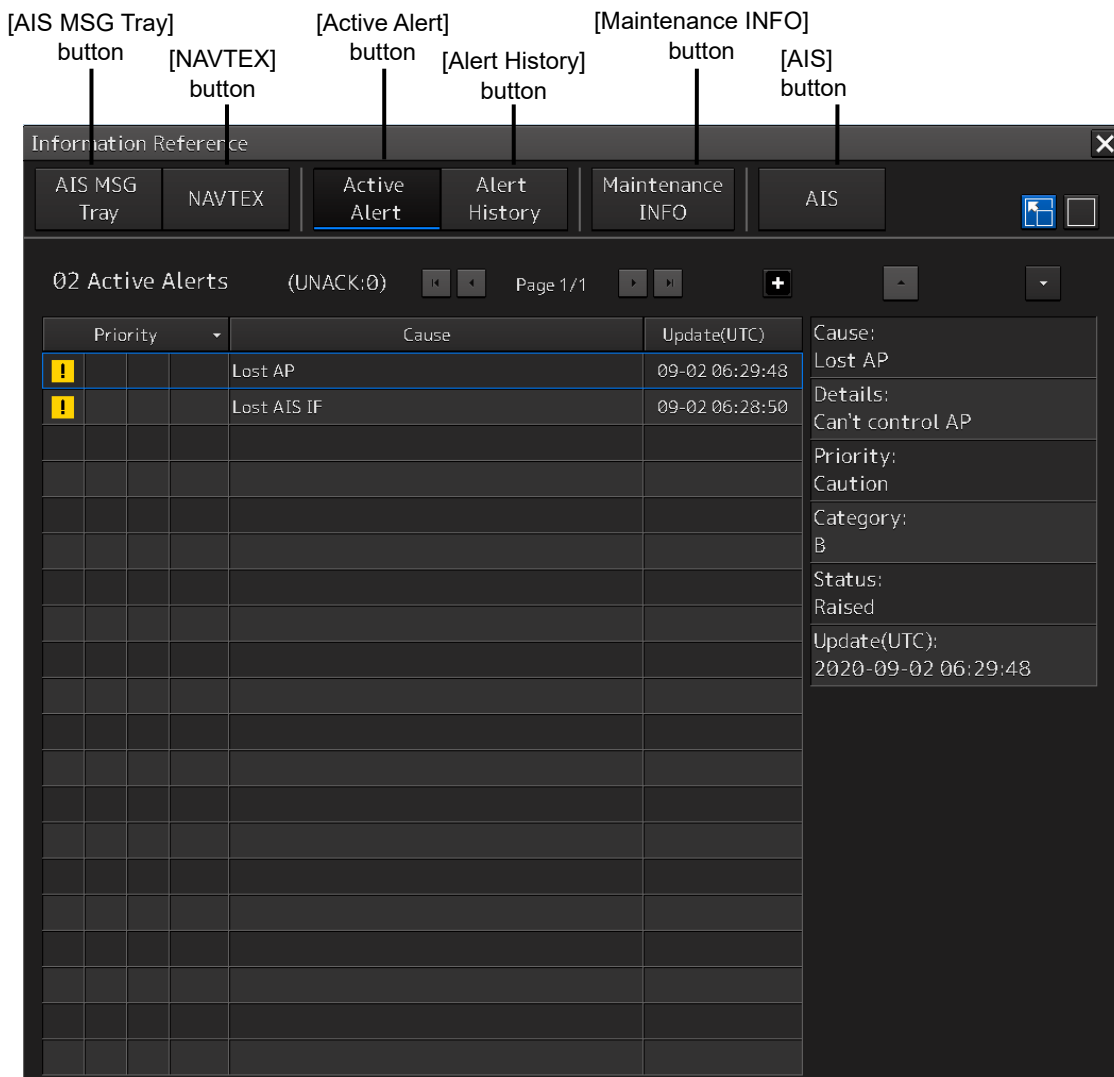 [AIS MSG Tray]
button
[NAVTEX]
button
[Active Alert]
button
[Alert History]
button
[Maintenance INFO]
button
[AIS]
button
Information Reference
AIS MSG
Tray
NAVTEX
Active
Alert
Alert
History
Maintenance
INFO
AIS
02 Active Alerts (UNACK:0) Page 1/1
Priority Cause Update(UTC)
! Lost AP 09-02 06:29:48
! Lost AIS IF 09-02 06:28:50
Cause:
Lost AP
Details:
Can't control AP
Priority:
Caution
Category:
B
Status:
Raised
Update(UTC):
2020-09-02 06:29:48